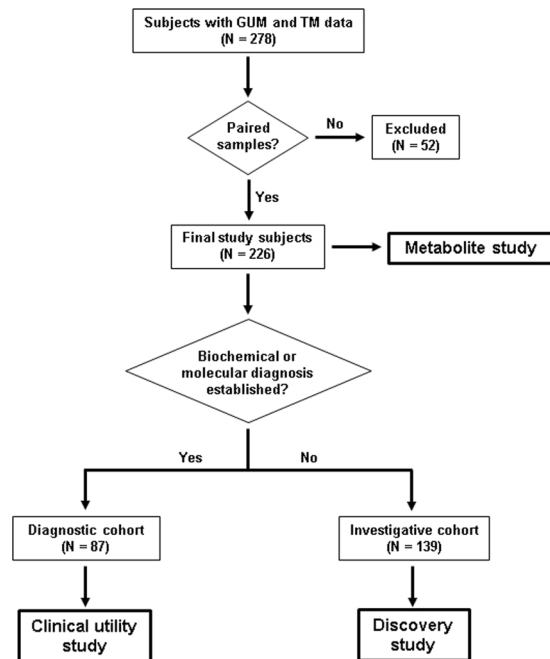 Subjects with GUM and TM data
(N = 278)
Paired
samples?
No
Excluded
(N = 52)
Yes
Final study subjects
(N = 226)
Metabolite study
Biochemical or
molecular diagnosis
established?
Yes
No
Diagnostic cohort
(N = 87)
Investigative cohort
(N = 139)
Clinical utility
study
Discovery
study